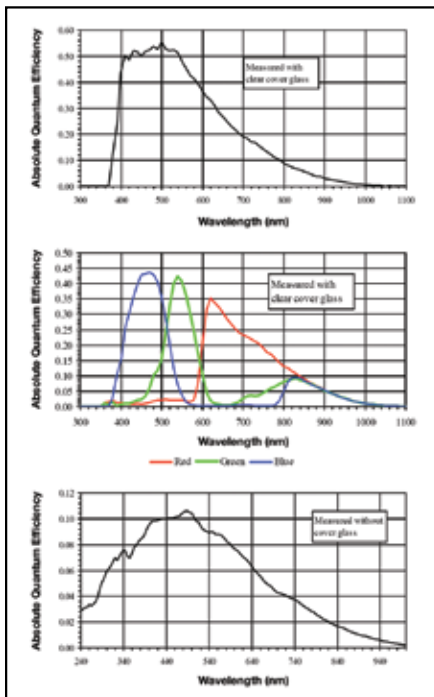 Absolute Quantum Efficiency
0.60
0.50
0.40
0.30
0.20
0.10
0.00
Measured with
clear cover glass
300 400 500 600 700 800 900 1000 1100
Wavelength (nm)
Absolute Quantum Efficiency
0.50
0.45
0.40
0.35
0.30
0.25
0.20
0.15
0.10
0.05
0.00
Measured with
clear cover glass
300 400 500 600 700 800 900 1000 1100
Wavelength (nm)
Red Green Blue
Absolute Quantum Efficiency
0.12
0.10
0.08
0.06
0.04
0.02
0.00
Measured without
cover glass
240 340 440 540 640 740 840 940
Wavelength (nm)